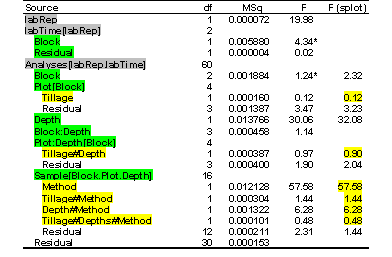 Source df MSq F F (splot)
labRep 1 0.000072 19.98
labTime[labRep] 2
Block 1 0.005880 4.34*
Residual 1 0.000004 0.02
Analyses[labRep.labTime] 60
Block 2 0.001884 1.24* 2.32
Plot[Block] 4
Tillage 1 0.000160 0.12 0.12
Residual 3 0.001387 3.47 3.23
Depth 1 0.013766 30.06 32.08
Block:Depth 3 0.000458 1.14
Plot:Depth[Block] 4
Tillage#Depth 1 0.000387 0.97 0.90
Residual 3 0.000400 1.90 2.04
Sample[Block.Plot.Depth] 16
Method 1 0.012128 57.58 57.58
Tillage#Method 1 0.000304 1.44 1.44
Depth#Method 1 0.001322 6.28 6.28
Tillage#Depths#Method 1 0.000101 0.48 0.48
Residual 12 0.000211 2.31 1.44
Residual 30 0.000153